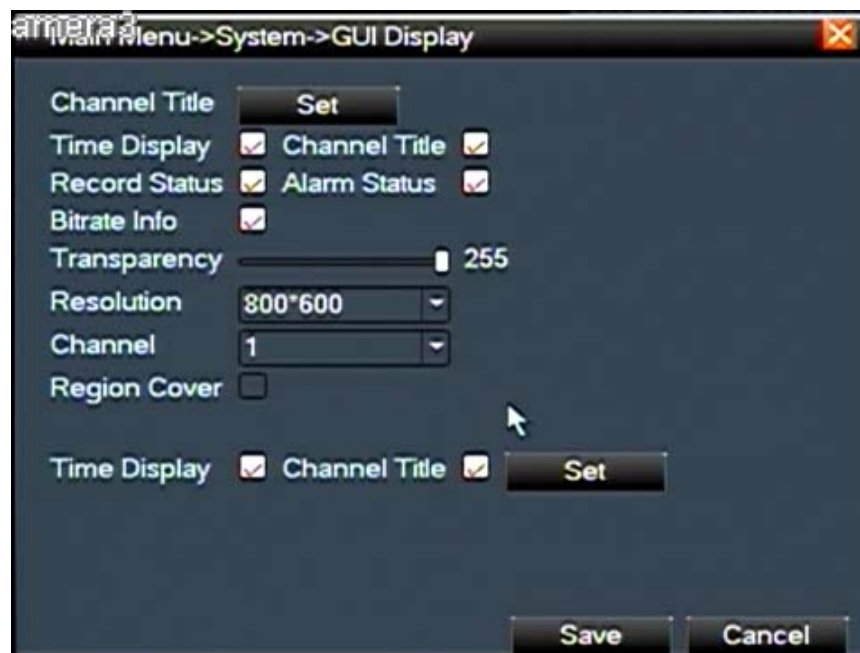 amera3
Main Menu->System->GUI Display
Channel Title Set
Time Display Channel Title
Record Status Alarm Status
Bitrate Info
Transparency 255
Resolution 800*600
Channel 1
Region Cover
Time Display Channel Title Set
Save Cancel